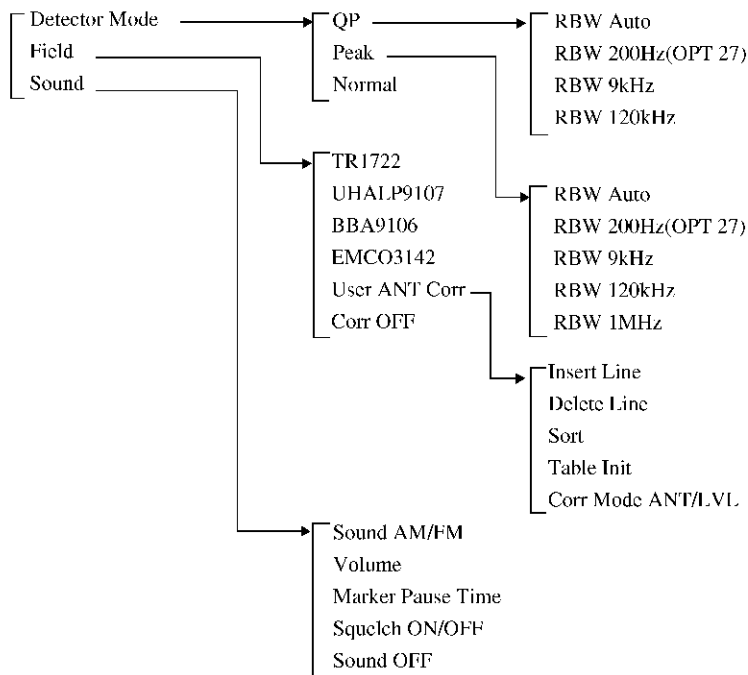 Detector Mode
Field
Sound
QP
Peak
Normal
RBW Auto
RBW 200Hz(OPT 27)
RBW 9kHz
RBW 120kHz
TR1722
UHALP9107
BBA9106
EMCO3142
User ANT Corr
Corr OFF
RBW Auto
RBW 200Hz(OPT 27)
RBW 9kHz
RBW 120kHz
RBW 1MHz
Insert Line
Delete Line
Sort
Table Init
Corr Mode ANT/LVL
Sound AM/FM
Volume
Marker Pause Time
Squelch ON/OFF
Sound OFF